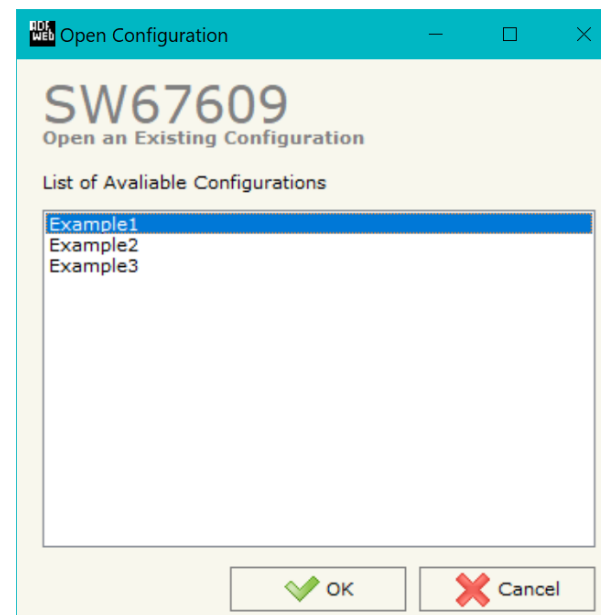 ADF
WEB Open Configuration
SW67609
Open an Existing Configuration
List of Avaliable Configurations
Example1
Example2
Example3
OK Cancel